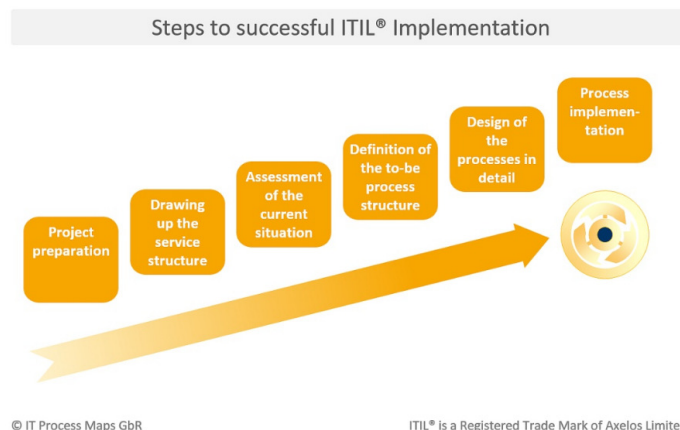 Steps to successful ITIL® Implementation
Process
implemen-
tation
Design of
the
processes in
detail
Definition of
the to-be
process
structure
Assessment
of the
current
situation
Drawing
up the
service
structure
Project
preparation
© IT Process Maps GbR
ITIL® is a Registered Trade Mark of Axelos Limite